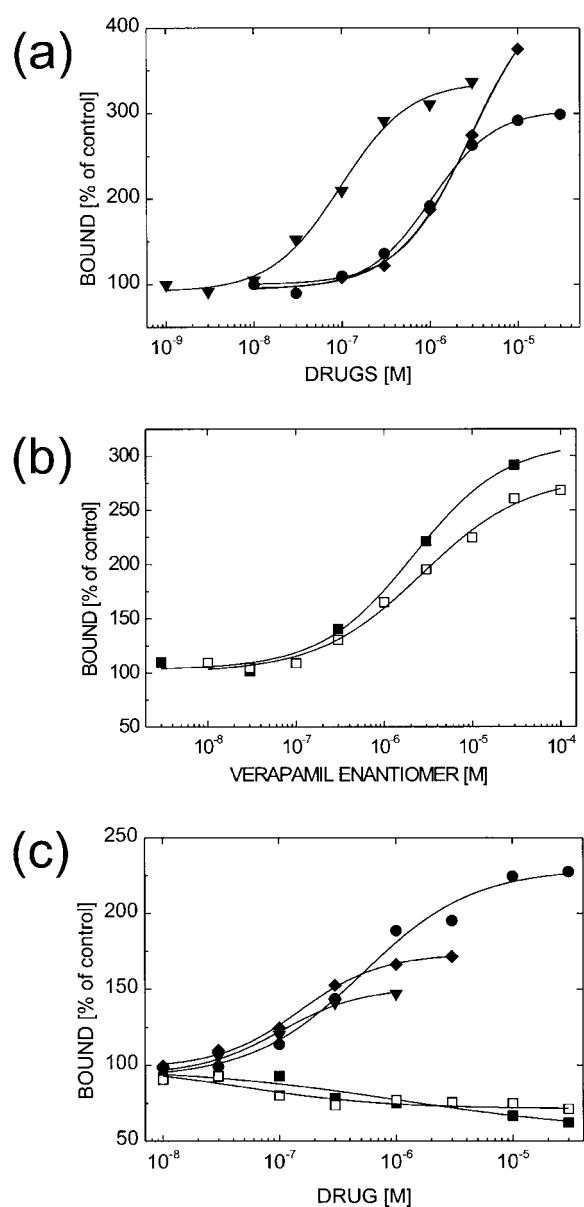 (a)
400
300
200
100
BOUND [% of control]
10⁻⁹ 10⁻⁸ 10⁻⁷ 10⁻⁶ 10⁻⁵
DRUGS [M]
(b)
300
250
200
150
100
50
BOUND [% of control]
10⁻⁸ 10⁻⁷ 10⁻⁶ 10⁻⁵ 10⁻⁴
VERAPAMIL ENANTIOMER [M]
(c)
250
200
150
100
50
BOUND [% of control]
10⁻⁸ 10⁻⁷ 10⁻⁶ 10⁻⁵
DRUG [M]